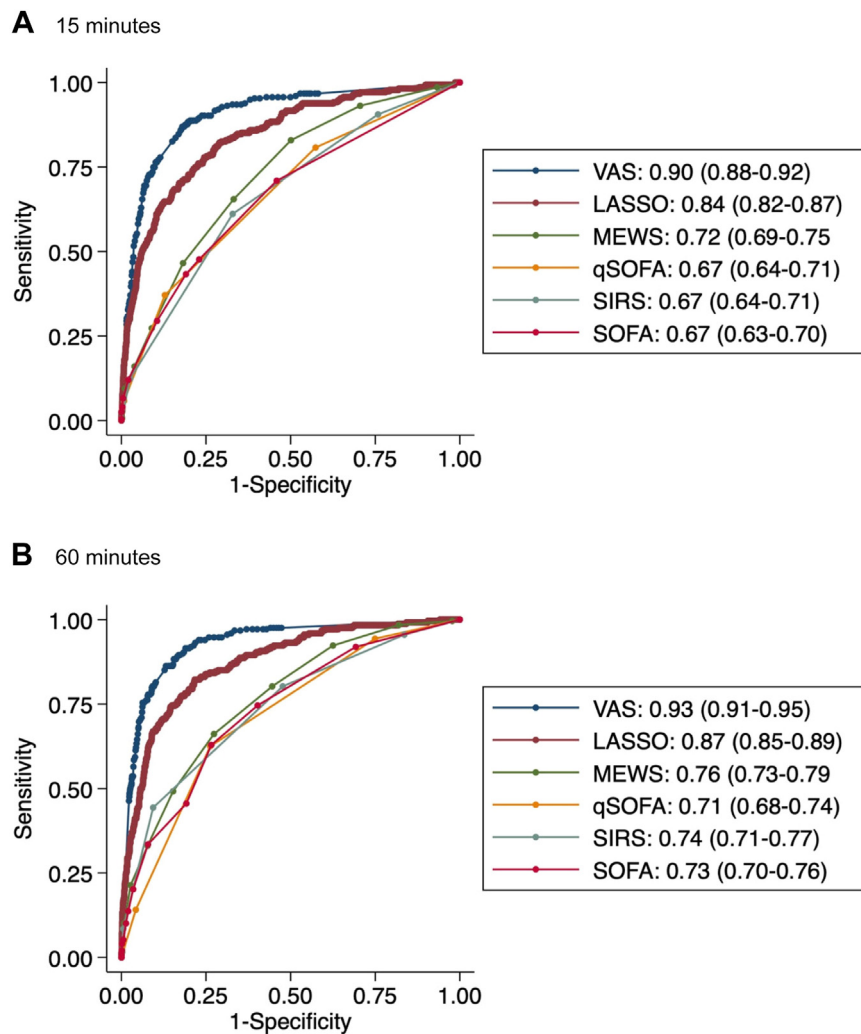 A 15 minutes
1.00
0.75
0.50
0.25
0.00
Sensitivity
0.00 0.25 0.50 0.75 1.00
1-Specificity
VAS: 0.90 (0.88-0.92)
LASSO: 0.84 (0.82-0.87)
MEWS: 0.72 (0.69-0.75
qSOFA: 0.67 (0.64-0.71)
SIRS: 0.67 (0.64-0.71)
SOFA: 0.67 (0.63-0.70)
B 60 minutes
1.00
0.75
0.50
0.25
0.00
Sensitivity
0.00 0.25 0.50 0.75 1.00
1-Specificity
VAS: 0.93 (0.91-0.95)
LASSO: 0.87 (0.85-0.89)
MEWS: 0.76 (0.73-0.79
qSOFA: 0.71 (0.68-0.74)
SIRS: 0.74 (0.71-0.77)
SOFA: 0.73 (0.70-0.76)